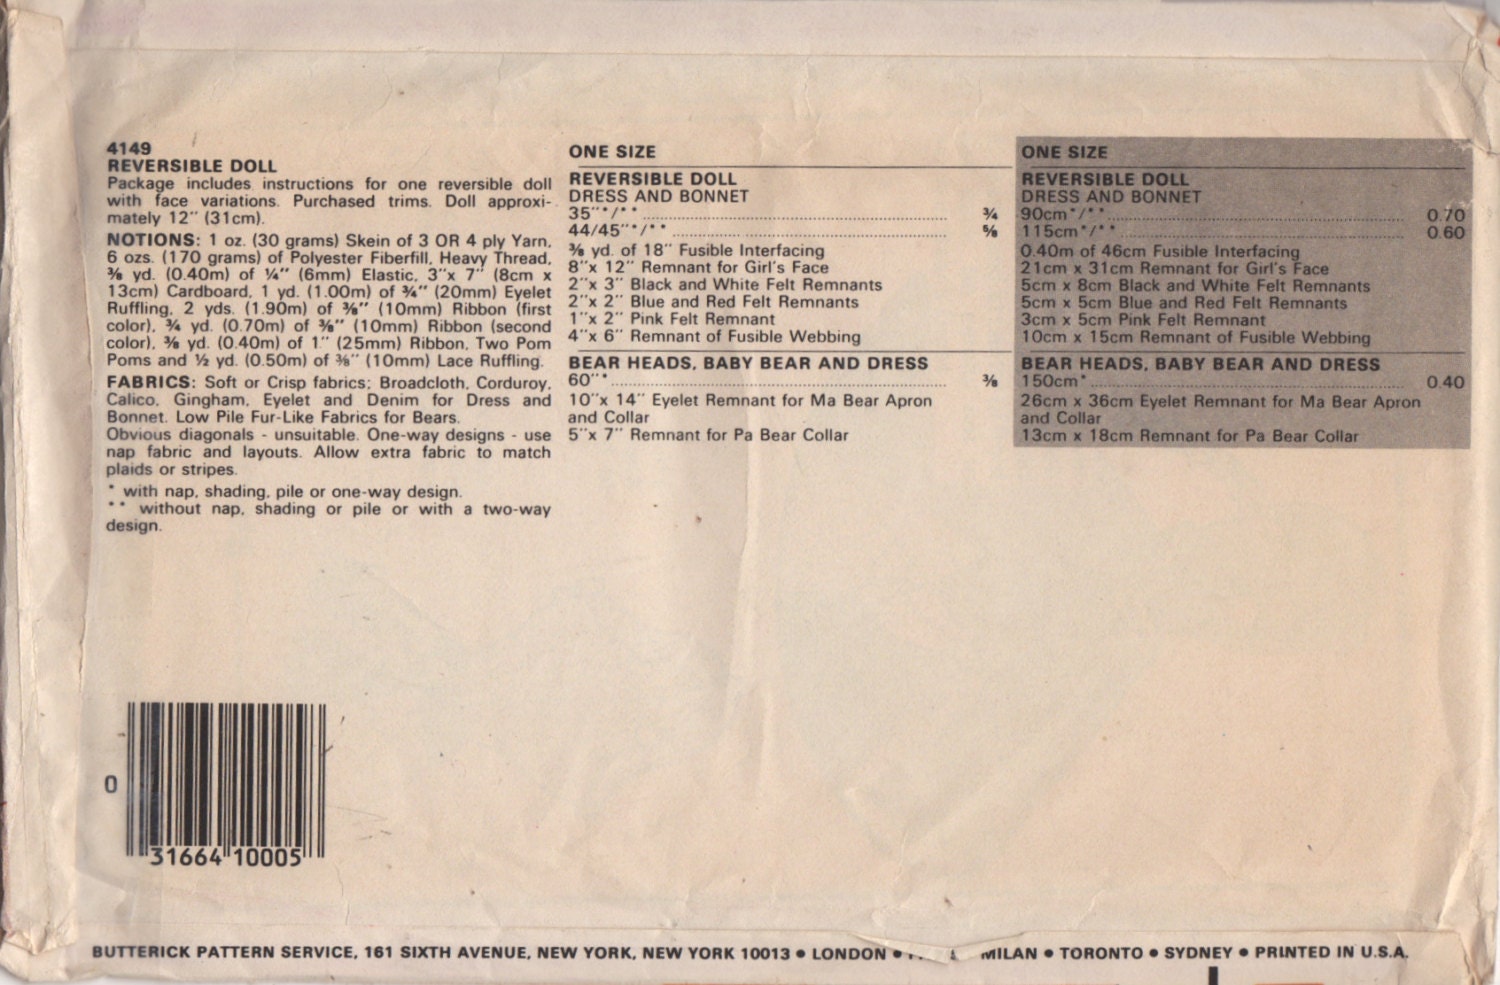 4149
REVERSIBLE DOLL
Package includes instructions for one reversible doll
with face variations. Purchased trims. Doll approxi-
mately 12" (31cm).
NOTIONS: 1 oz. (30 grams) Skein of 3 OR 4 ply Yarn,
6 ozs. (170 grams) of Polyester Fiberfill, Heavy Thread,
⅜ yd. (0.40m) of ¼" (6mm) Elastic, 3"x 7" (8cm x
13cm) Cardboard, 1 yd. (1.00m) of ¾" (20mm) Eyelet
Ruffling, 2 yds. (1.90m) of ⅜" (10mm) Ribbon (first
color), ¾ yd. (0.70m) of ⅜" (10mm) Ribbon (second
color), ⅜ yd. (0.40m) of 1" (25mm) Ribbon, Two Pom
Poms and ½ yd. (0.50m) of ⅜" (10mm) Lace Ruffling.
FABRICS: Soft or Crisp fabrics; Broadcloth, Corduroy,
Calico, Gingham, Eyelet and Denim for Dress and
Bonnet. Low Pile Fur-Like Fabrics for Bears.
Obvious diagonals - unsuitable. One-way designs - use
nap fabric and layouts. Allow extra fabric to match
plaids or stripes.
* with nap, shading, pile or one-way design.
** without nap, shading or pile or with a two-way
design.
ONE SIZE
REVERSIBLE DOLL
DRESS AND BONNET
35"*/** ¾
44/45"*/** ⅝
⅜ yd. of 18" Fusible Interfacing
8"x 12" Remnant for Girl's Face
2"x 3" Black and White Felt Remnants
2"x 2" Blue and Red Felt Remnants
1"x 2" Pink Felt Remnant
4"x 6" Remnant of Fusible Webbing
BEAR HEADS, BABY BEAR AND DRESS
60"* ⅜
10"x 14" Eyelet Remnant for Ma Bear Apron
and Collar
5"x 7" Remnant for Pa Bear Collar
ONE SIZE
REVERSIBLE DOLL
DRESS AND BONNET
90cm*/** 0.70
115cm*/** 0.60
0.40m of 46cm Fusible Interfacing
21cm x 31cm Remnant for Girl's Face
5cm x 8cm Black and White Felt Remnants
5cm x 5cm Blue and Red Felt Remnants
3cm x 5cm Pink Felt Remnant
10cm x 15cm Remnant of Fusible Webbing
BEAR HEADS, BABY BEAR AND DRESS
150cm* 0.40
26cm x 36cm Eyelet Remnant for Ma Bear Apron
and Collar
13cm x 18cm Remnant for Pa Bear Collar
0
31664 10005
BUTTERICK PATTERN SERVICE, 161 SIXTH AVENUE, NEW YORK, NEW YORK 10013 • LONDON • MILAN • TORONTO • SYDNEY • PRINTED IN U.S.A.